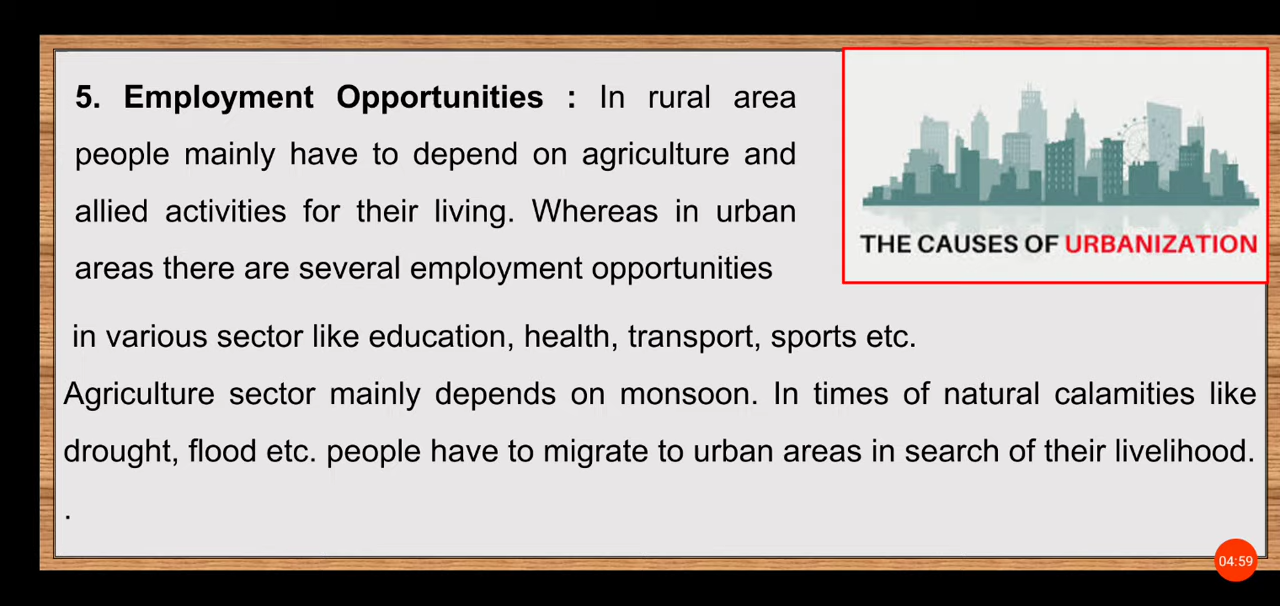 5. Employment Opportunities : In rural area
people mainly have to depend on agriculture and
allied activities for their living. Whereas in urban
areas there are several employment opportunities
THE CAUSES OF URBANIZATION
in various sector like education, health, transport, sports etc.
Agriculture sector mainly depends on monsoon. In times of natural calamities like
drought, flood etc. people have to migrate to urban areas in search of their livelihood.
.
04:59